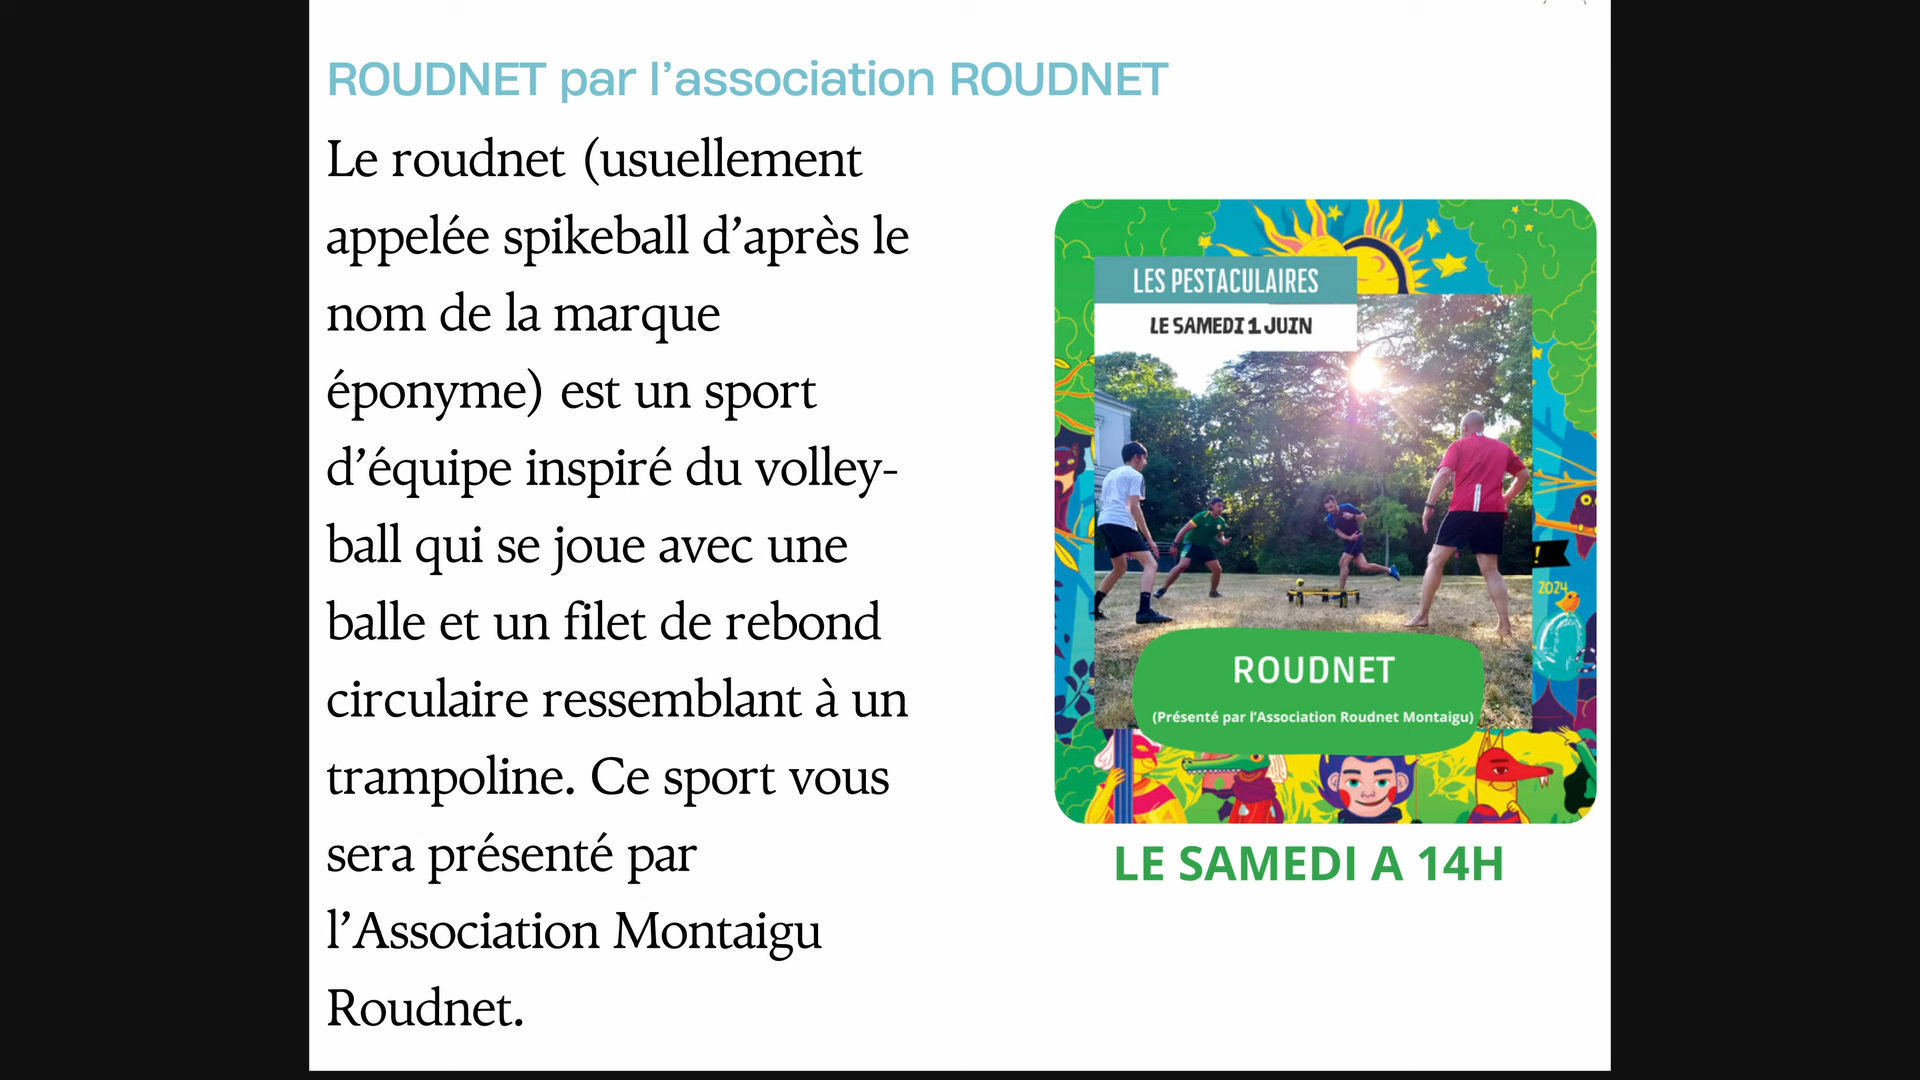 ROUDNET par l’association ROUDNET
Le roudnet (usuellement
appelée spikeball d’après le
nom de la marque
éponyme) est un sport
d’équipe inspiré du volley-
ball qui se joue avec une
balle et un filet de rebond
circulaire ressemblant à un
trampoline. Ce sport vous
sera présenté par
l’Association Montaigu
Roudnet.
LES PESTACULAIRES
LE SAMEDI 1 JUIN
!
2024
ROUDNET
(Présenté par l’Association Roudnet Montaigu)
LE SAMEDI A 14H